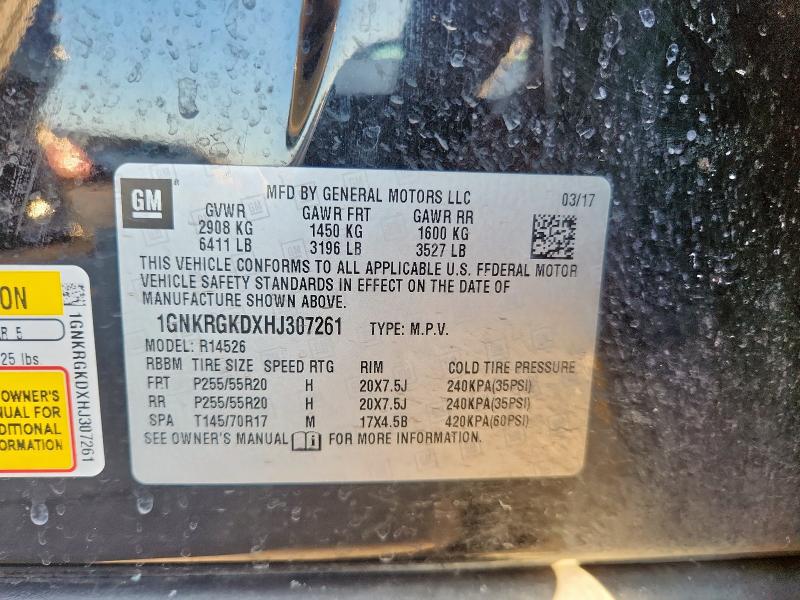 GM
MFD BY GENERAL MOTORS LLC 03/17
GVWR GAWR FRT GAWR RR
2908 KG 1450 KG 1600 KG
6411 LB 3196 LB 3527 LB
THIS VEHICLE CONFORMS TO ALL APPLICABLE U.S. FFDERAL MOTOR
VEHICLE SAFETY STANDARDS IN EFFECT ON THE DATE OF
MANUFACTURE SHOWN ABOVE.
1GNKRGKDXHJ307261 TYPE: M.P.V.
MODEL: R14526
RBBM TIRE SIZE SPEED RTG RIM COLD TIRE PRESSURE
FRT P255/55R20 H 20X7.5J 240KPA(35PSI)
RR P255/55R20 H 20X7.5J 240KPA(35PSI)
SPA T145/70R17 M 17X4.5B 420KPA(60PSI)
SEE OWNER'S MANUAL i FOR MORE INFORMATION.
ON
R 5
25 lbs
OWNER'S
NUAL FOR
DITIONAL
ORMATION
1GNKRGKDXHJ307261